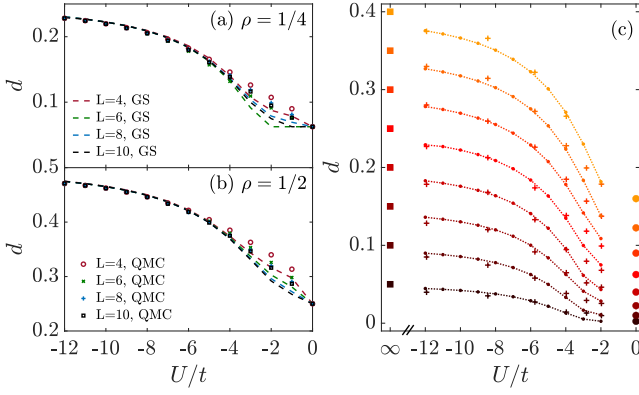 (a) ρ = 1/4
0.2
0.1
d
L=4, GS
L=6, GS
L=8, GS
L=10, GS
0.5
(b) ρ = 1/2
0.4
0.3
0.2
d
L=4, QMC
L=6, QMC
L=8, QMC
L=10, QMC
-12 -10 -8 -6 -4 -2 0
U/t
(c)
0.4
0.3
0.2
0.1
0
d
∞ -12 -10 -8 -6 -4 -2 0
U/t